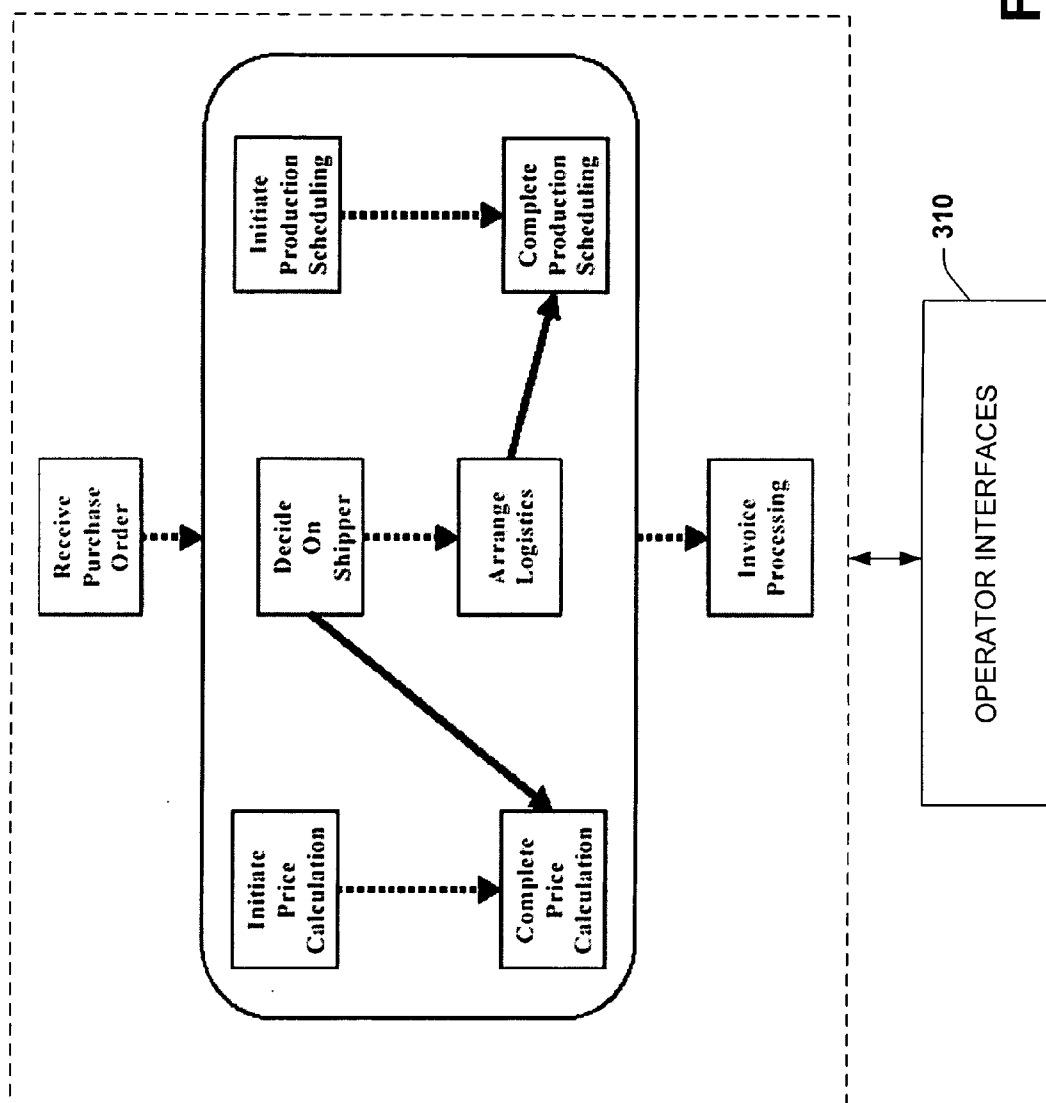 Receive
Purchase
Order
Initiate
Price
Calculation
Decide
On
Shipper
Initiate
Production
Scheduling
Complete
Price
Calculation
Arrange
Logistics
Complete
Production
Scheduling
Invoice
Processing
310
OPERATOR INTERFACES
F